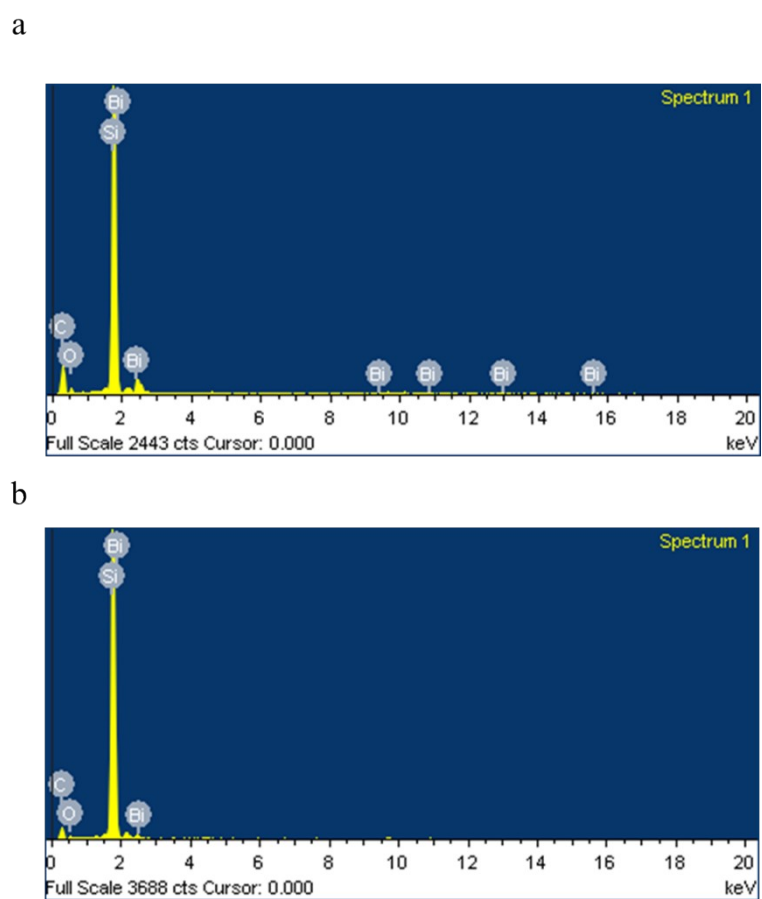 a
Spectrum 1
Bi
Si
C
O
Bi
Bi
Bi
Bi
Bi
0 2 4 6 8 10 12 14 16 18 20
Full Scale 2443 cts Cursor: 0.000 keV
b
Spectrum 1
Bi
Si
C
O
Bi
0 2 4 6 8 10 12 14 16 18 20
Full Scale 3688 cts Cursor: 0.000 keV